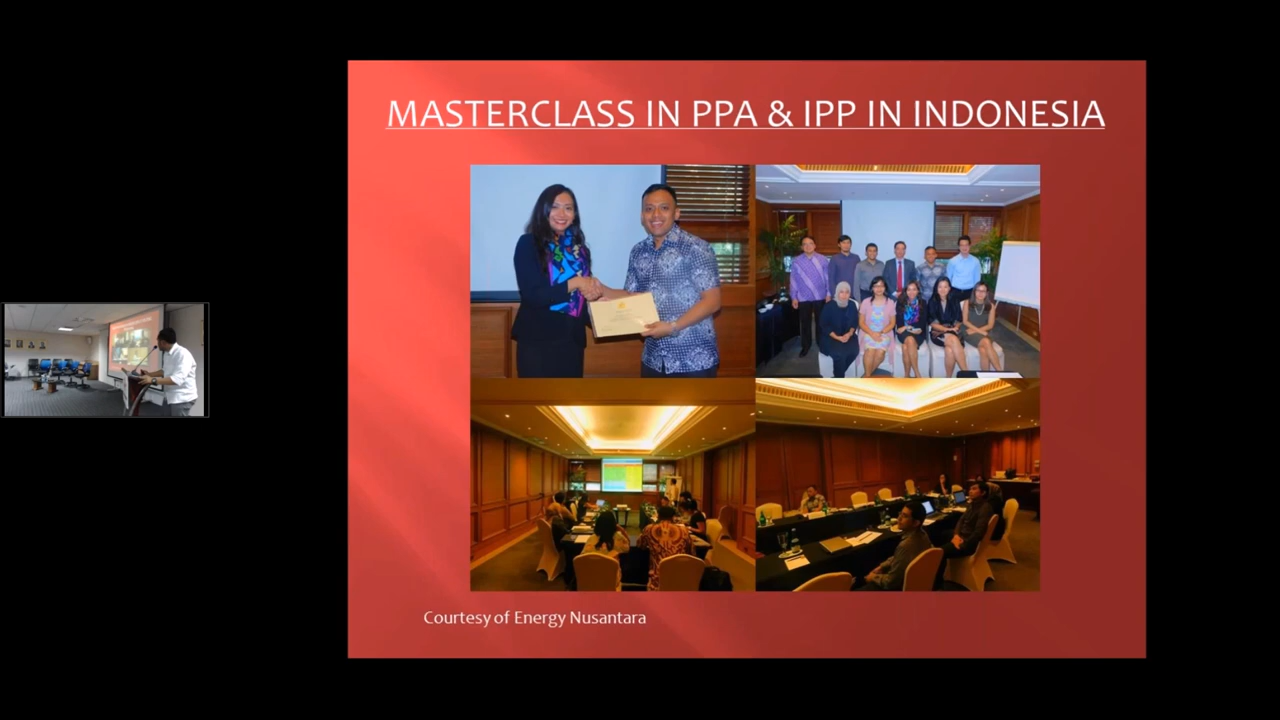 MASTERCLASS IN PPA & IPP IN INDONESIA
Courtesy of Energy Nusantara